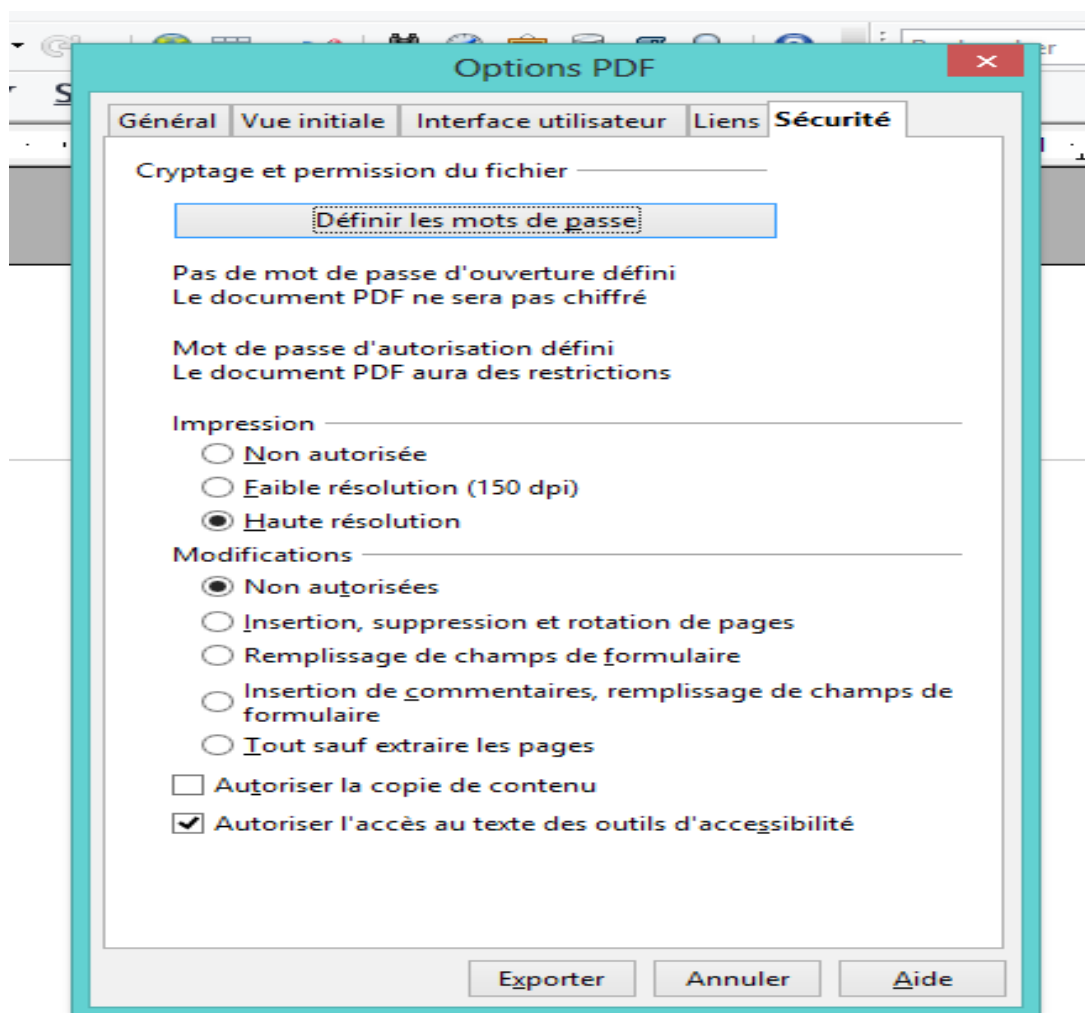 Options PDF
Général
Vue initiale
Interface utilisateur
Liens
Sécurité
Cryptage et permission du fichier
Définir les mots de passe
Pas de mot de passe d'ouverture défini
Le document PDF ne sera pas chiffré
Mot de passe d'autorisation défini
Le document PDF aura des restrictions
Impression
Non autorisée
Faible résolution (150 dpi)
Haute résolution
Modifications
Non autorisées
Insertion, suppression et rotation de pages
Remplissage de champs de formulaire
Insertion de commentaires, remplissage de champs de
formulaire
Tout sauf extraire les pages
Autoriser la copie de contenu
Autoriser l'accès au texte des outils d'accessibilité
Exporter
Annuler
Aide